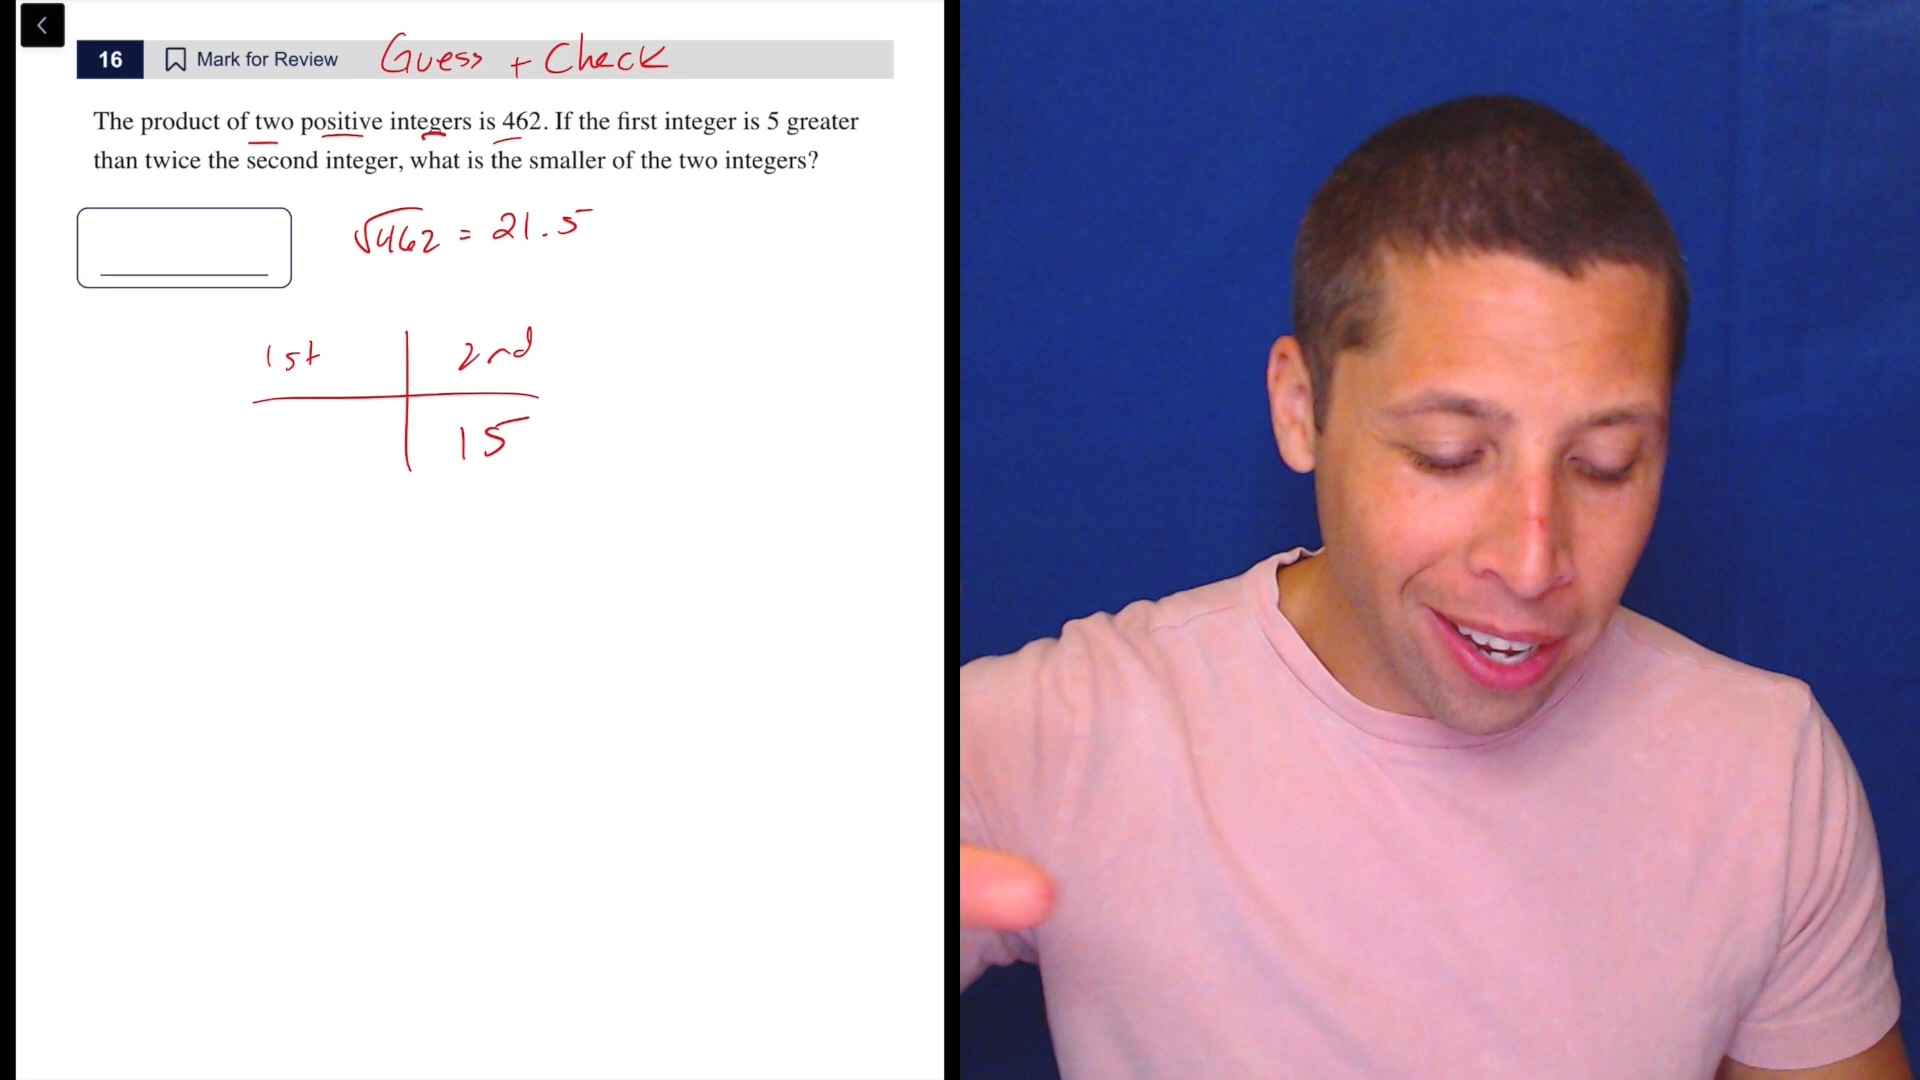 16 Mark for Review Guess + Check
The product of two positive integers is 462. If the first integer is 5 greater
than twice the second integer, what is the smaller of the two integers?
√462 = 21.5
1st 2nd
15